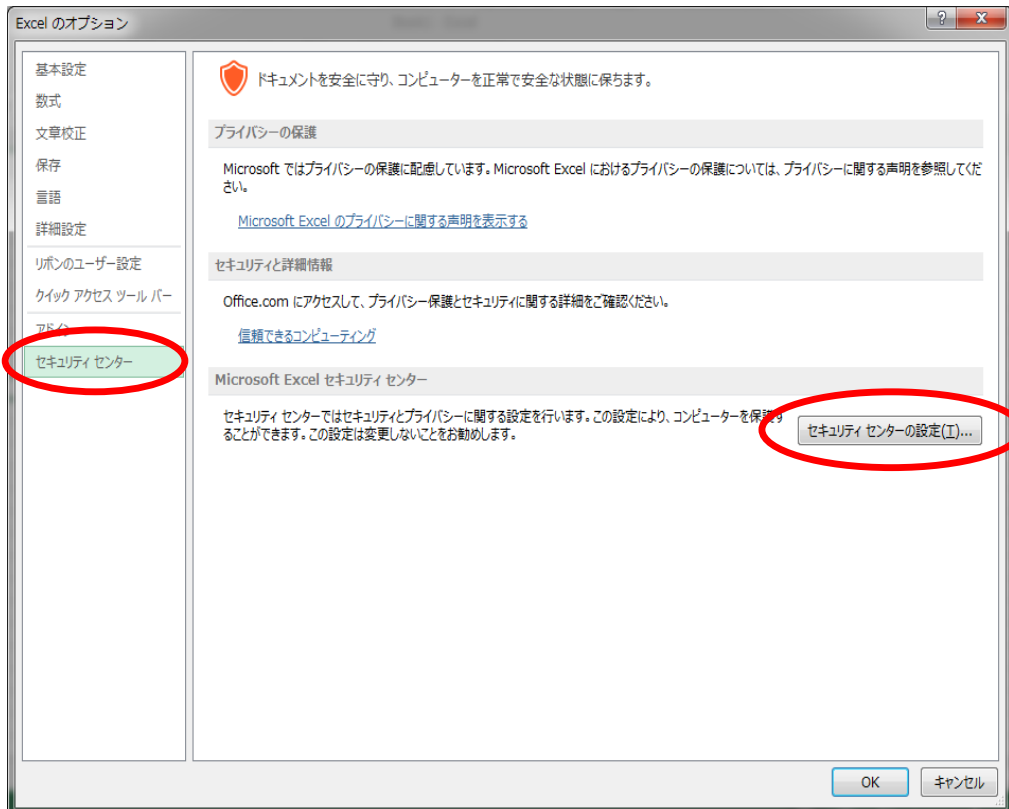 Excel のオプション
基本設定
数式
文章校正
保存
言語
詳細設定
リボンのユーザー設定
クイック アクセス ツール バー
アドイン
セキュリティ センター
ドキュメントを安全に守り、コンピューターを正常で安全な状態に保ちます。
プライバシーの保護
Microsoft ではプライバシーの保護に配慮しています。Microsoft Excel におけるプライバシーの保護については、プライバシーに関する声明を参照してくだ
さい。
Microsoft Excel のプライバシーに関する声明を表示する
セキュリティと詳細情報
Office.com にアクセスして、プライバシー保護とセキュリティに関する詳細をご確認ください。
信頼できるコンピューティング
Microsoft Excel セキュリティ センター
セキュリティ センターではセキュリティとプライバシーに関する設定を行います。この設定により、コンピューターを保護す
ることができます。この設定は変更しないことをお勧めします。
セキュリティ センターの設定(T)...
OK
キャンセル